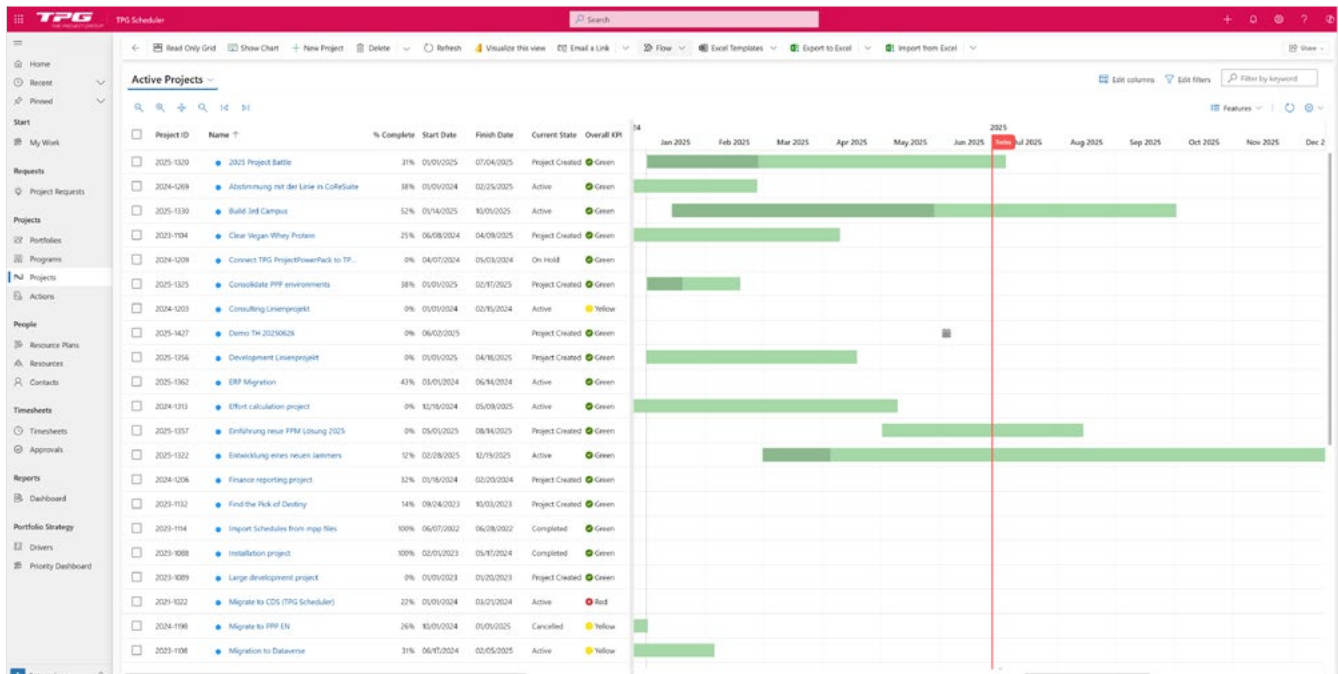 TPG
THE PROJECT GROUP
TPG Scheduler
Search
Read Only Grid Show Chart New Project Delete Refresh Visualize this view Email a Link Flow Excel Templates Export to Excel Import from Excel Share
Home
Recent
Pinned
Start
My Work
Requests
Project Requests
Projects
Portfolios
Programs
Projects
Actions
People
Resource Plans
Resources
Contacts
Timesheets
Timesheets
Approvals
Reports
Dashboard
Portfolio Strategy
Drivers
Priority Dashboard
Active Projects
Edit columns Edit filters Filter by keyword
Features
Project ID Name % Complete Start Date Finish Date Current State Overall KPI
2025
Jan 2025 Feb 2025 Mar 2025 Apr 2025 May 2025 Jun 2025 Today Jul 2025 Aug 2025 Sep 2025 Oct 2025 Nov 2025 Dec 2
2025-1320 2025 Project Battle 31% 01/01/2025 07/04/2025 Project Created Green
2024-1269 Abstimmung mit der Linie in CoReSuite 38% 01/01/2024 02/25/2025 Active Green
2025-1330 Build 3rd Campus 52% 01/14/2025 10/01/2025 Active Green
2023-1104 Clear Vegan Whey Protein 25% 06/08/2024 04/09/2025 Project Created Green
2024-1209 Connect TPG ProjectPowerPack to TP... 0% 04/07/2024 05/03/2024 On Hold Green
2025-1325 Consolidate PPP environments 38% 01/01/2025 02/17/2025 Project Created Green
2024-1203 Consulting Linienprojekt 0% 01/01/2024 02/15/2024 Active Yellow
2025-1427 Demo TH 20250626 0% 06/02/2025 Project Created Green
2025-1356 Development Linienprojekt 0% 01/01/2025 04/18/2025 Project Created Green
2025-1362 ERP Migration 43% 03/01/2024 06/14/2024 Active Green
2024-1313 Effort calculation project 0% 12/18/2024 05/09/2025 Active Green
2025-1357 Einführung neue PPM Lösung 2025 0% 05/01/2025 08/14/2025 Project Created Green
2025-1322 Entwicklung eines neuen Jammers 12% 02/28/2025 12/19/2025 Active Green
2024-1206 Finance reporting project 32% 01/18/2024 02/20/2024 Project Created Green
2023-1132 Find the Pick of Destiny 14% 09/24/2023 10/03/2023 Project Created Green
2023-1114 Import Schedules from mpp files 100% 06/07/2022 06/28/2022 Completed Green
2023-1088 Installation project 100% 02/01/2023 05/17/2024 Completed Green
2023-1089 Large development project 0% 01/01/2023 01/20/2023 Project Created Green
2021-1022 Migrate to CDS (TPG Scheduler) 22% 01/01/2024 03/21/2024 Active Red
2024-1198 Migrate to PPP EN 26% 10/01/2024 01/01/2025 Cancelled Yellow
2023-1108 Migration to Dataverse 31% 06/17/2024 02/05/2025 Active Yellow